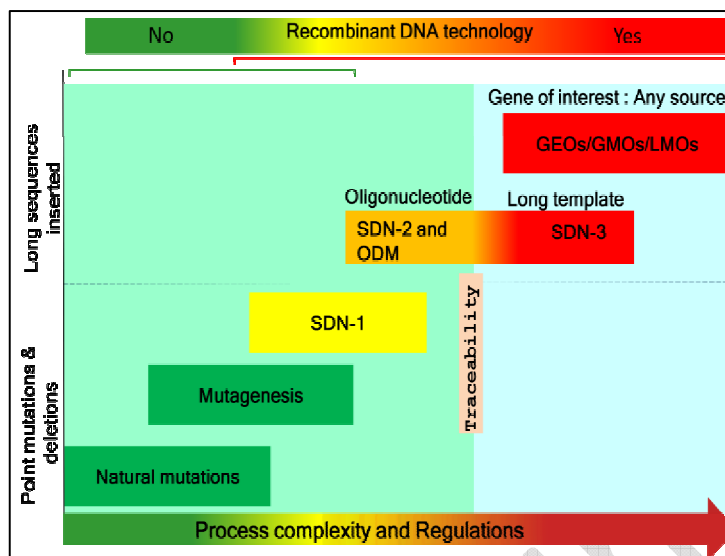 No Recombinant DNA technology Yes
Gene of interest : Any source
GEOs/GMOs/LMOs
Long sequences
inserted
Oligonucleotide Long template
SDN-2 and
ODM
SDN-3
SDN-1
Traceability
Mutagenesis
Point mutations &
deletions
Natural mutations
Process complexity and Regulations